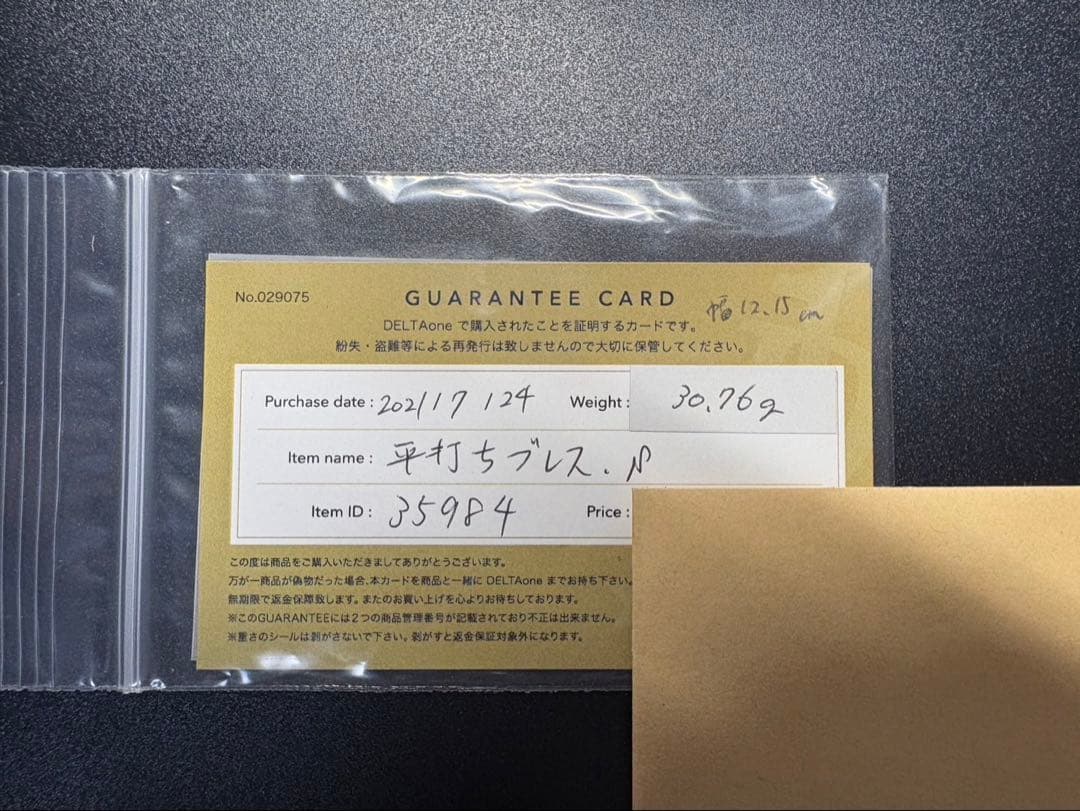 No.029075
GUARANTEE CARD
幅12.15cm
DELTAone で購入されたことを証明するカードです。
紛失・盗難等による再発行は致しませんので大切に保管してください。
Purchase date : 2021/7/24 Weight : 30.76g
Item name : 平打ちブレス.
Item ID : 35984 Price :
この度は商品をご購入いただきましてありがとうございます。
万が一商品が偽物だった場合、本カードを商品と一緒に DELTAone までお持ち下さい。
無期限で返金保障致します。またのお買い上げを心よりお待ちしております。
※このGUARANTEEには2つの商品管理番号が記載されており不正は出来ません。
※重さのシールは剥がさないで下さい。剥がすと返金保証対象外になります。